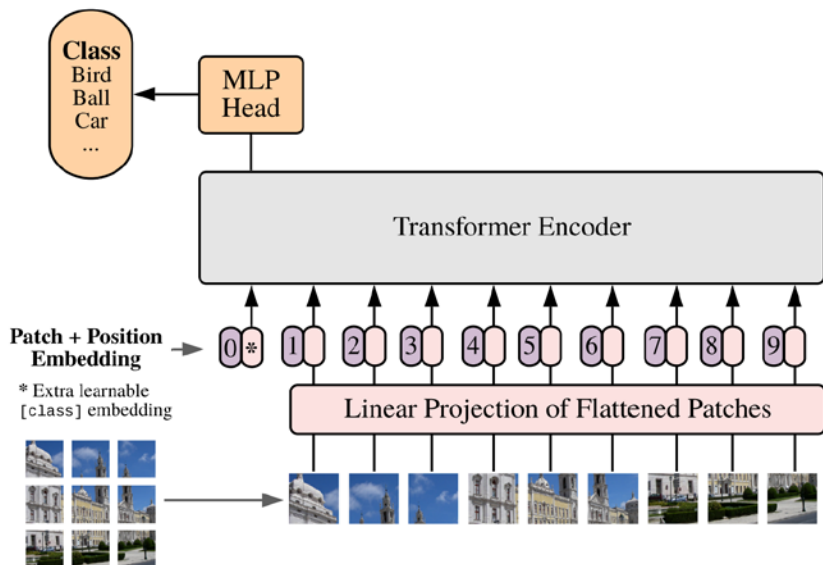 Class
Bird
Ball
Car
...
MLP
Head
Transformer Encoder
Patch + Position
Embedding
0 * 1 2 3 4 5 6 7 8 9
* Extra learnable
[class] embedding
Linear Projection of Flattened Patches